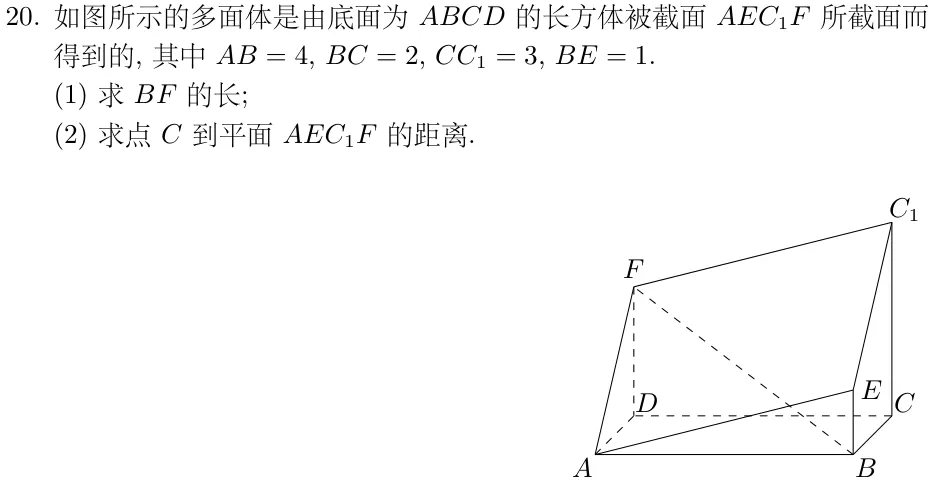 20. 如图所示的多面体是由底面为 ABCD 的长方体被截面 AEC₁F 所截面而
得到的, 其中 AB = 4, BC = 2, CC₁ = 3, BE = 1.
(1) 求 BF 的长;
(2) 求点 C 到平面 AEC₁F 的距离.
C₁
F
E
D
C
A
B